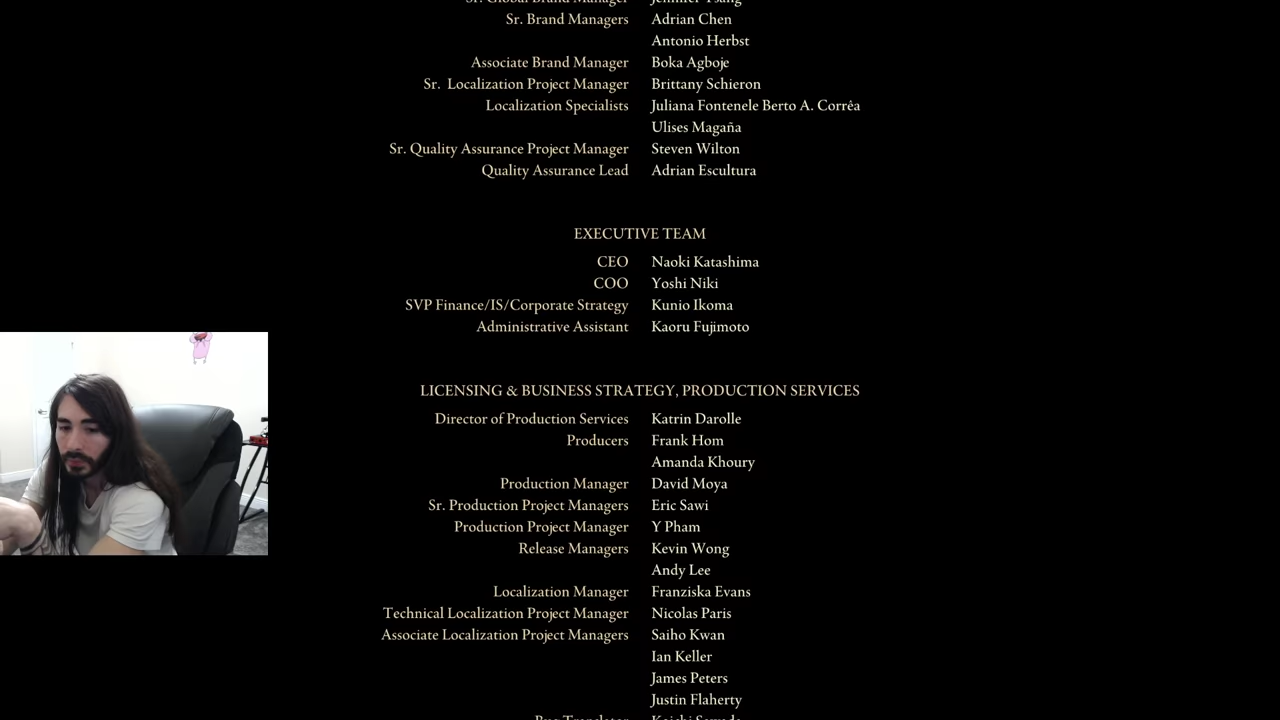 Sr. Global Brand Manager Jennifer Tsang
Sr. Brand Managers Adrian Chen
Antonio Herbst
Associate Brand Manager Boka Agboje
Sr. Localization Project Manager Brittany Schieron
Localization Specialists Juliana Fontenele Berto A. Corrêa
Ulises Magaña
Sr. Quality Assurance Project Manager Steven Wilton
Quality Assurance Lead Adrian Escultura
EXECUTIVE TEAM
CEO Naoki Katashima
COO Yoshi Niki
SVP Finance/IS/Corporate Strategy Kunio Ikoma
Administrative Assistant Kaoru Fujimoto
LICENSING & BUSINESS STRATEGY, PRODUCTION SERVICES
Director of Production Services Katrin Darolle
Producers Frank Hom
Amanda Khoury
Production Manager David Moya
Sr. Production Project Managers Eric Sawi
Production Project Manager Y Pham
Release Managers Kevin Wong
Andy Lee
Localization Manager Franziska Evans
Technical Localization Project Manager Nicolas Paris
Associate Localization Project Managers Saiho Kwan
Ian Keller
James Peters
Justin Flaherty